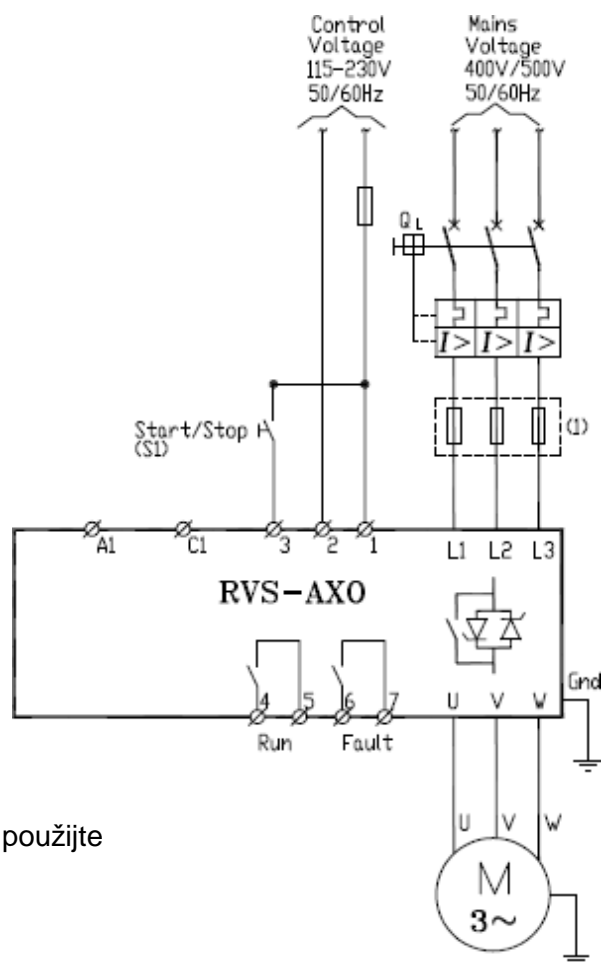 Control
Voltage
115-230V
50/60Hz
Mains
Voltage
400V/500V
50/60Hz
Q L
I> I> I>
Start/Stop
(S1)
(1)
A1 C1 3 2 1 L1 L2 L3
RVS-AX0
Gnd
4 5 6 7 U V W
Run Fault
U V W
použijte
M
3~